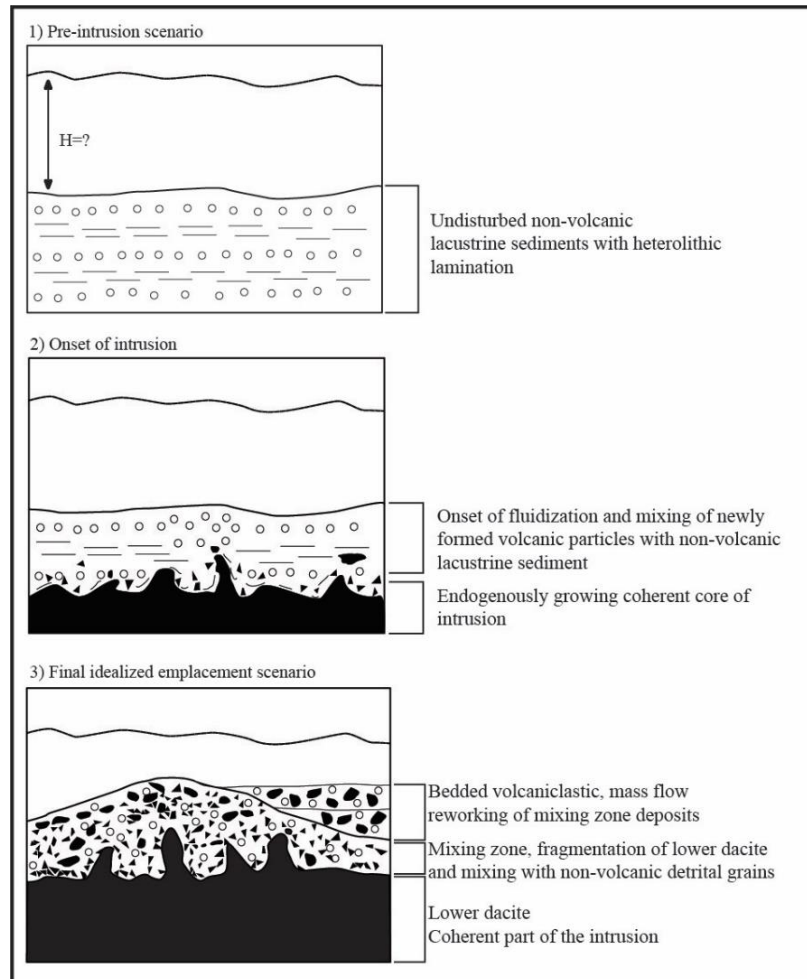 1) Pre-intrusion scenario
H=?
Undisturbed non-volcanic
lacustrine sediments with heterolithic
lamination
2) Onset of intrusion
Onset of fluidization and mixing of newly
formed volcanic particles with non-volcanic
lacustrine sediment
Endogenously growing coherent core of
intrusion
3) Final idealized emplacement scenario
Bedded volcaniclastic, mass flow
reworking of mixing zone deposits
Mixing zone, fragmentation of lower dacite
and mixing with non-volcanic detrital grains
Lower dacite
Coherent part of the intrusion